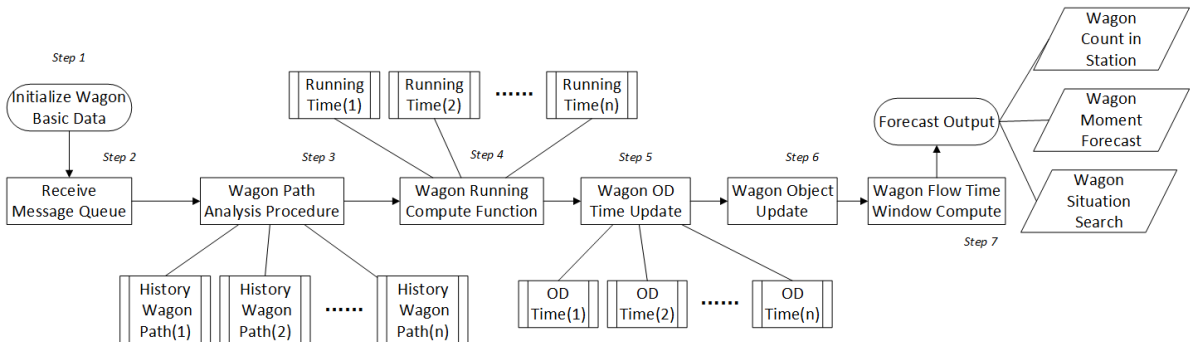 Step 1
Initialize Wagon
Basic Data
Step 2
Receive
Message Queue
Step 3
Wagon Path
Analysis Procedure
History
Wagon
Path(1)
History
Wagon
Path(2)
......
History
Wagon
Path(n)
Running
Time(1)
Running
Time(2)
......
Running
Time(n)
Step 4
Wagon Running
Compute Function
Step 5
Wagon OD
Time Update
OD
Time(1)
OD
Time(2)
......
OD
Time(n)
Step 6
Wagon Object
Update
Wagon Flow Time
Window Compute
Step 7
Forecast Output
Wagon
Count in
Station
Wagon
Moment
Forecast
Wagon
Situation
Search